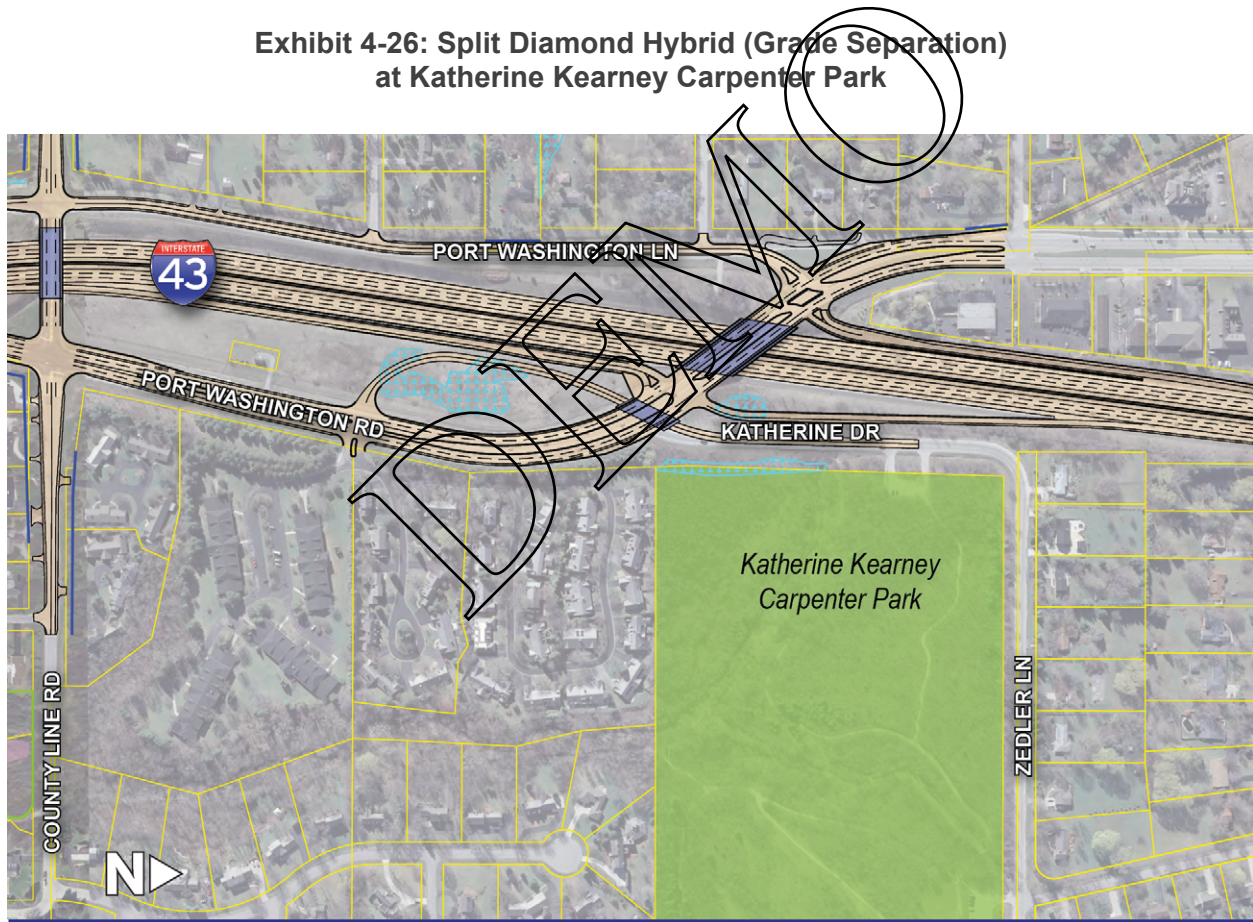 Exhibit 4-26: Split Diamond Hybrid (Grade Separation)
at Katherine Kearney Carpenter Park
INTERSTATE
43
PORT WASHINGTON LN
PORT WASHINGTON RD
KATHERINE DR
Katherine Kearney
Carpenter Park
COUNTY LINE RD
ZEDLER LN
N
DEMO